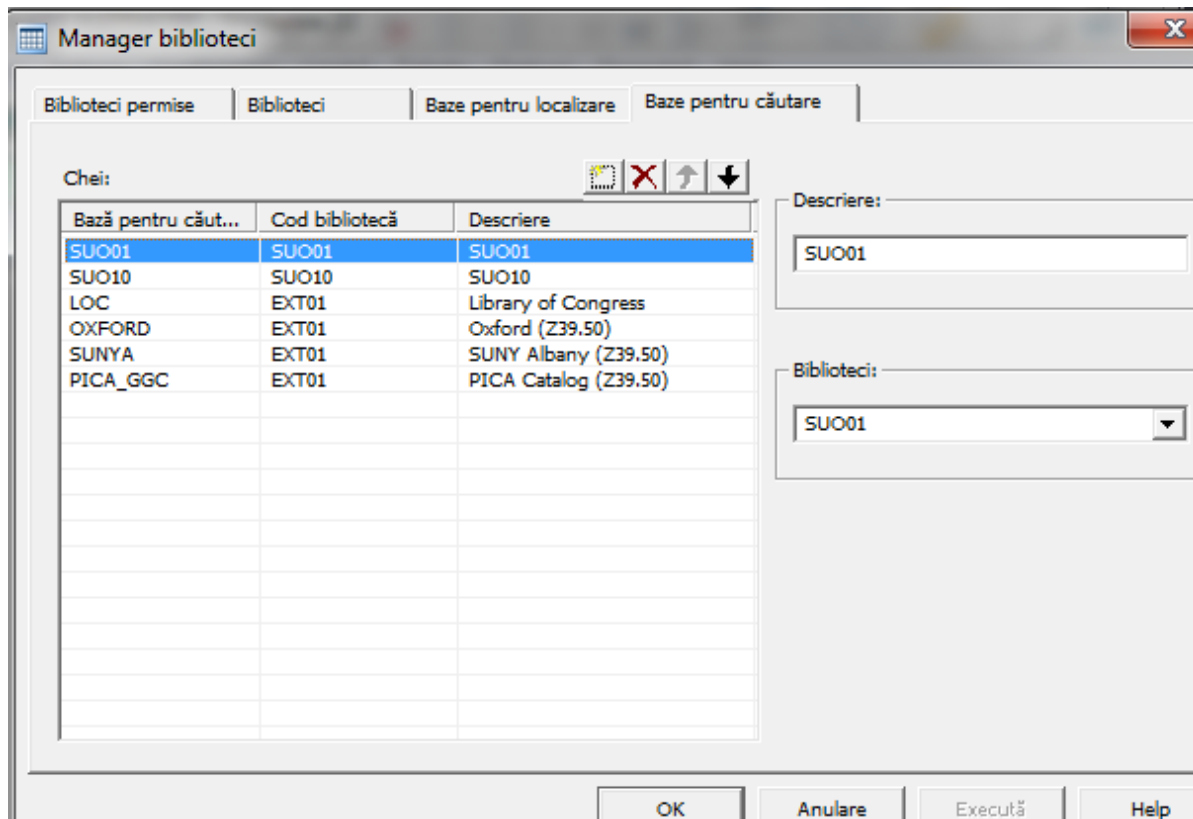 Manager biblioteci
Biblioteci permise
Biblioteci
Baze pentru localizare
Baze pentru căutare
Chei:
Bază pentru căut... Cod bibliotecă Descriere
SUO01 SUO01 SUO01
SUO10 SUO10 SUO10
LOC EXT01 Library of Congress
OXFORD EXT01 Oxford (Z39.50)
SUNYA EXT01 SUNY Albany (Z39.50)
PICA_GGC EXT01 PICA Catalog (Z39.50)
Descriere:
SUO01
Biblioteci:
SUO01
OK Anulare Execută Help